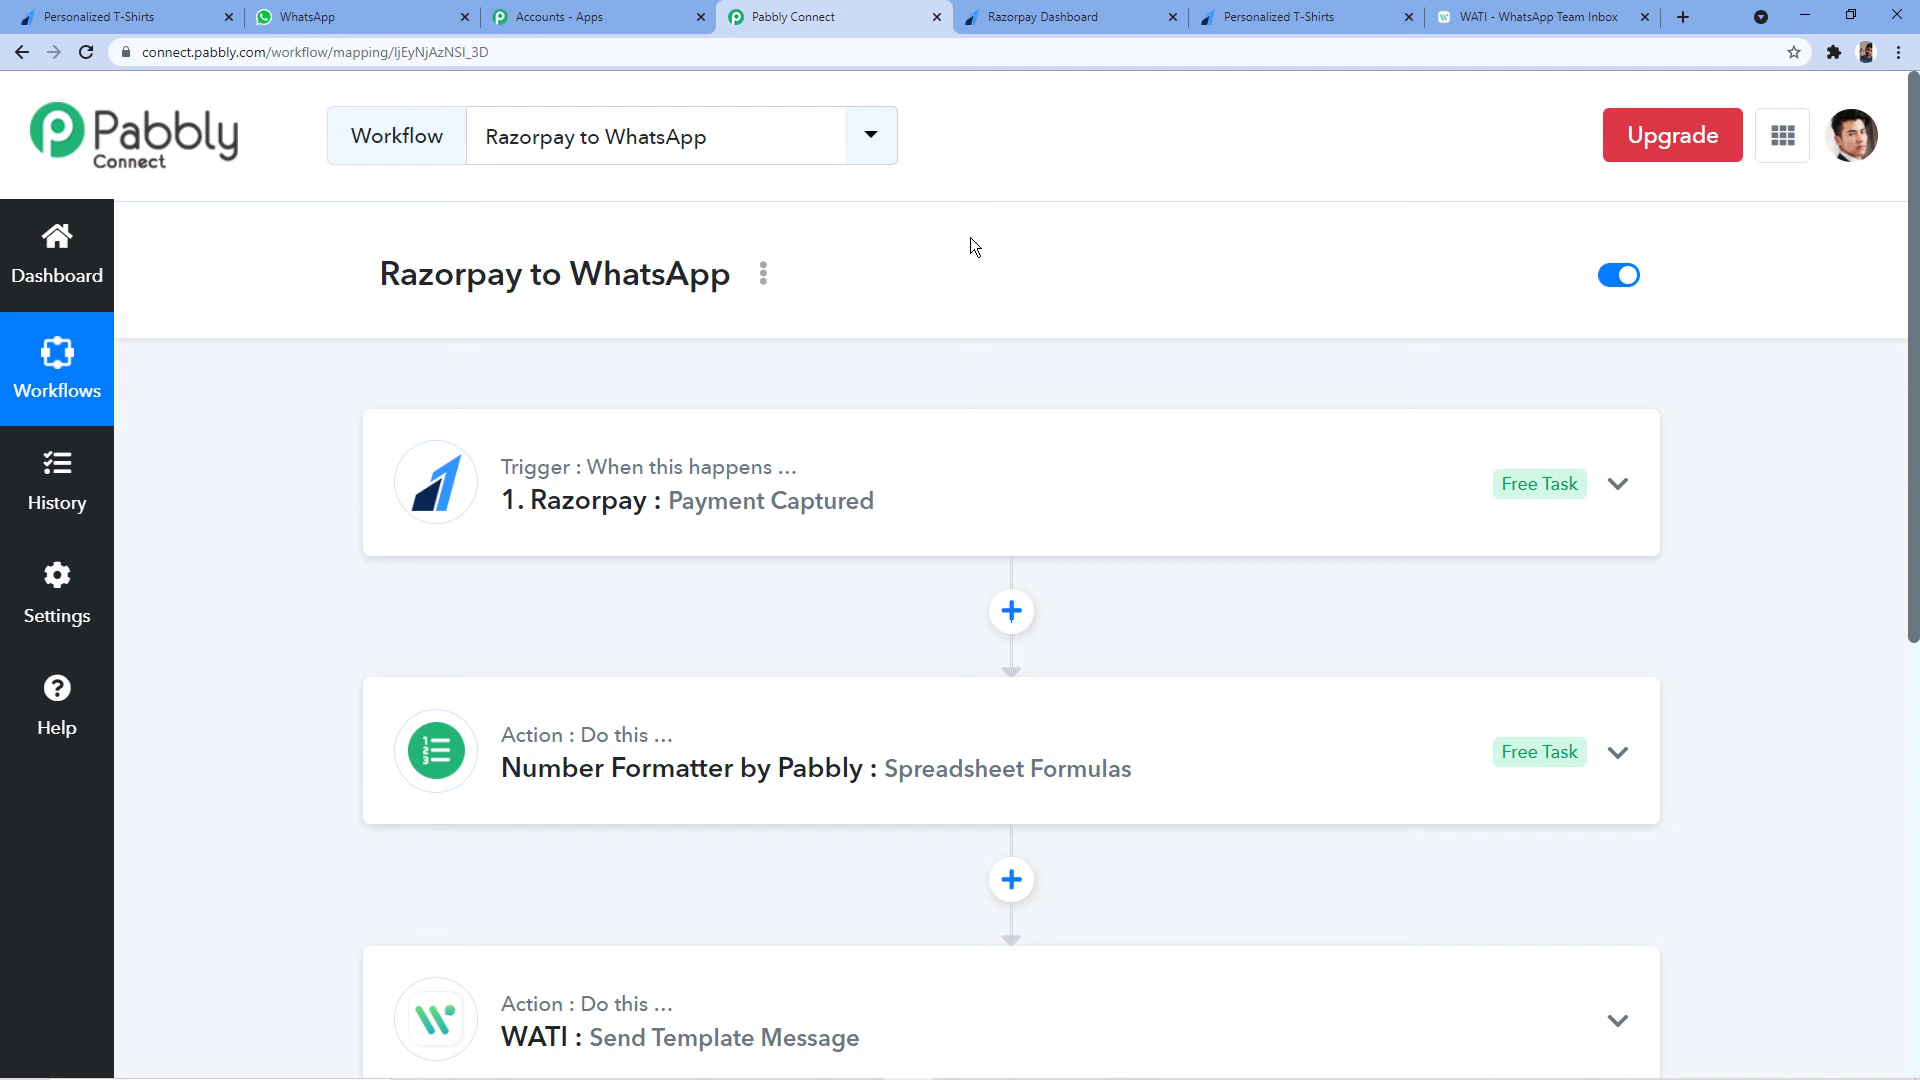 Personalized T-Shirts
WhatsApp
Accounts - Apps
Pabbly Connect
Razorpay Dashboard
Personalized T-Shirts
WATI - WhatsApp Team Inbox
connect.pabbly.com/workflow/mapping/IjEyNjAzNSI_3D
Pabbly
Connect
Workflow
Razorpay to WhatsApp
Upgrade
Dashboard
Workflows
History
Settings
Help
Razorpay to WhatsApp
Trigger : When this happens ...
1. Razorpay : Payment Captured
Free Task
Action : Do this ...
Number Formatter by Pabbly : Spreadsheet Formulas
Free Task
Action : Do this ...
WATI : Send Template Message